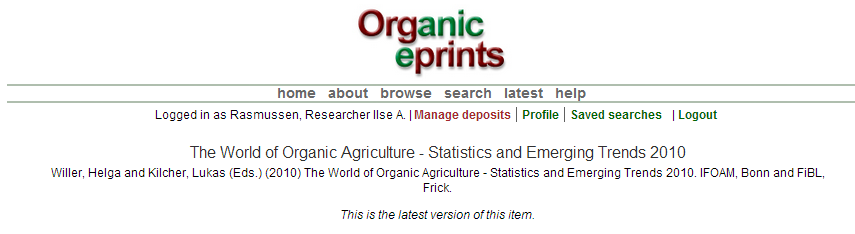 Organic
eprints
home about browse search latest help
Logged in as Rasmussen, Researcher Ilse A. | Manage deposits | Profile | Saved searches | Logout
The World of Organic Agriculture - Statistics and Emerging Trends 2010
Willer, Helga and Kilcher, Lukas (Eds.) (2010) The World of Organic Agriculture - Statistics and Emerging Trends 2010. IFOAM, Bonn and FiBL,
Frick.
This is the latest version of this item.